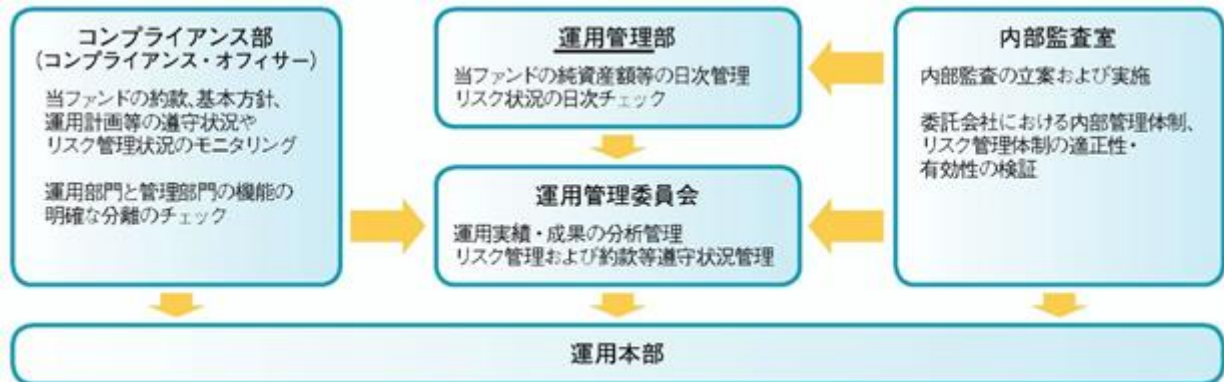 コンプライアンス部
(コンプライアンス・オフィサー)
当ファンドの約款、基本方針、
運用計画等の遵守状況や
リスク管理状況のモニタリング
運用部門と管理部門の機能の
明確な分離のチェック
運用管理部
当ファンドの純資産額等の日次管理
リスク状況の日次チェック
運用管理委員会
運用実績・成果の分析管理
リスク管理および約款等遵守状況管理
内部監査室
内部監査の立案および実施
委託会社における内部管理体制、
リスク管理体制の適正性・
有効性の検証
運用本部